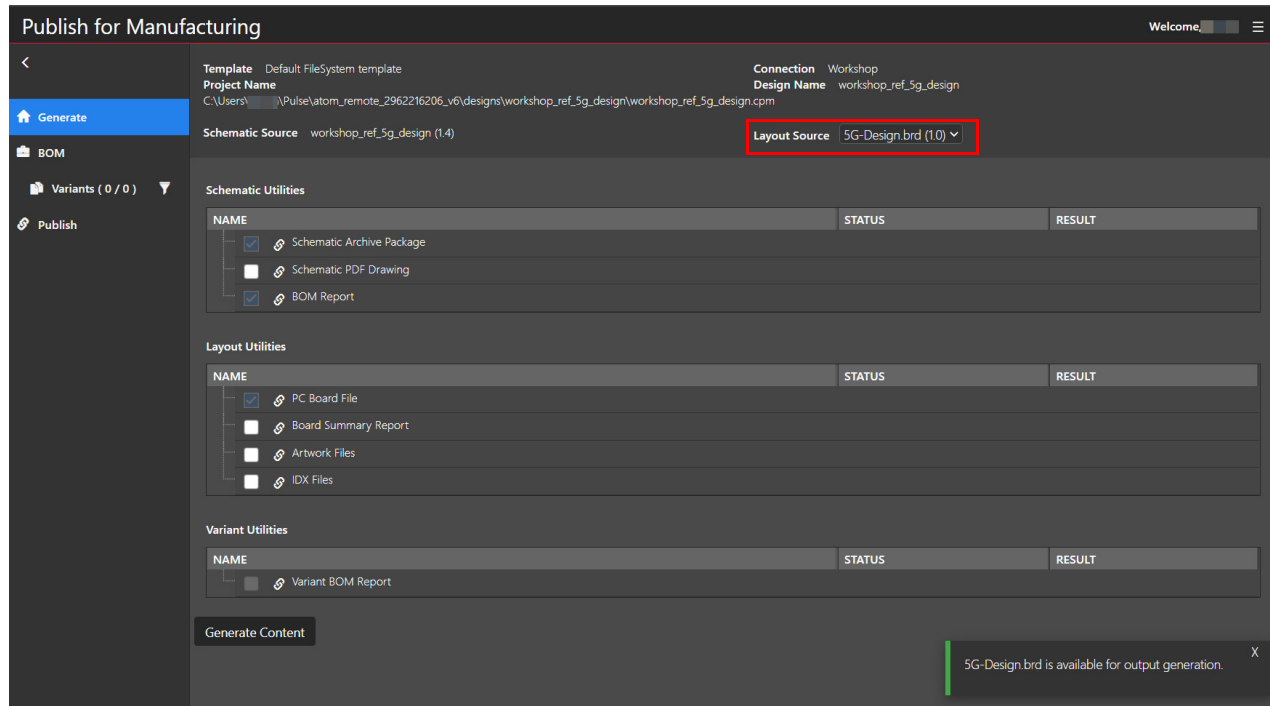 Publish for Manufacturing
Welcome,
Template Default FileSystem template
Connection Workshop
Project Name
Design Name workshop_ref_5g_design
C:\Users\ \Pulse\atom_remote_2962216206_v6\designs\workshop_ref_5g_design\workshop_ref_5g_design.cpm
Schematic Source workshop_ref_5g_design (1.4)
Layout Source 5G-Design.brd (1.0)
Generate
BOM
Variants ( 0 / 0 )
Publish
Schematic Utilities
NAME STATUS RESULT
Schematic Archive Package
Schematic PDF Drawing
BOM Report
Layout Utilities
NAME STATUS RESULT
PC Board File
Board Summary Report
Artwork Files
IDX Files
Variant Utilities
NAME STATUS RESULT
Variant BOM Report
Generate Content
X
5G-Design.brd is available for output generation.